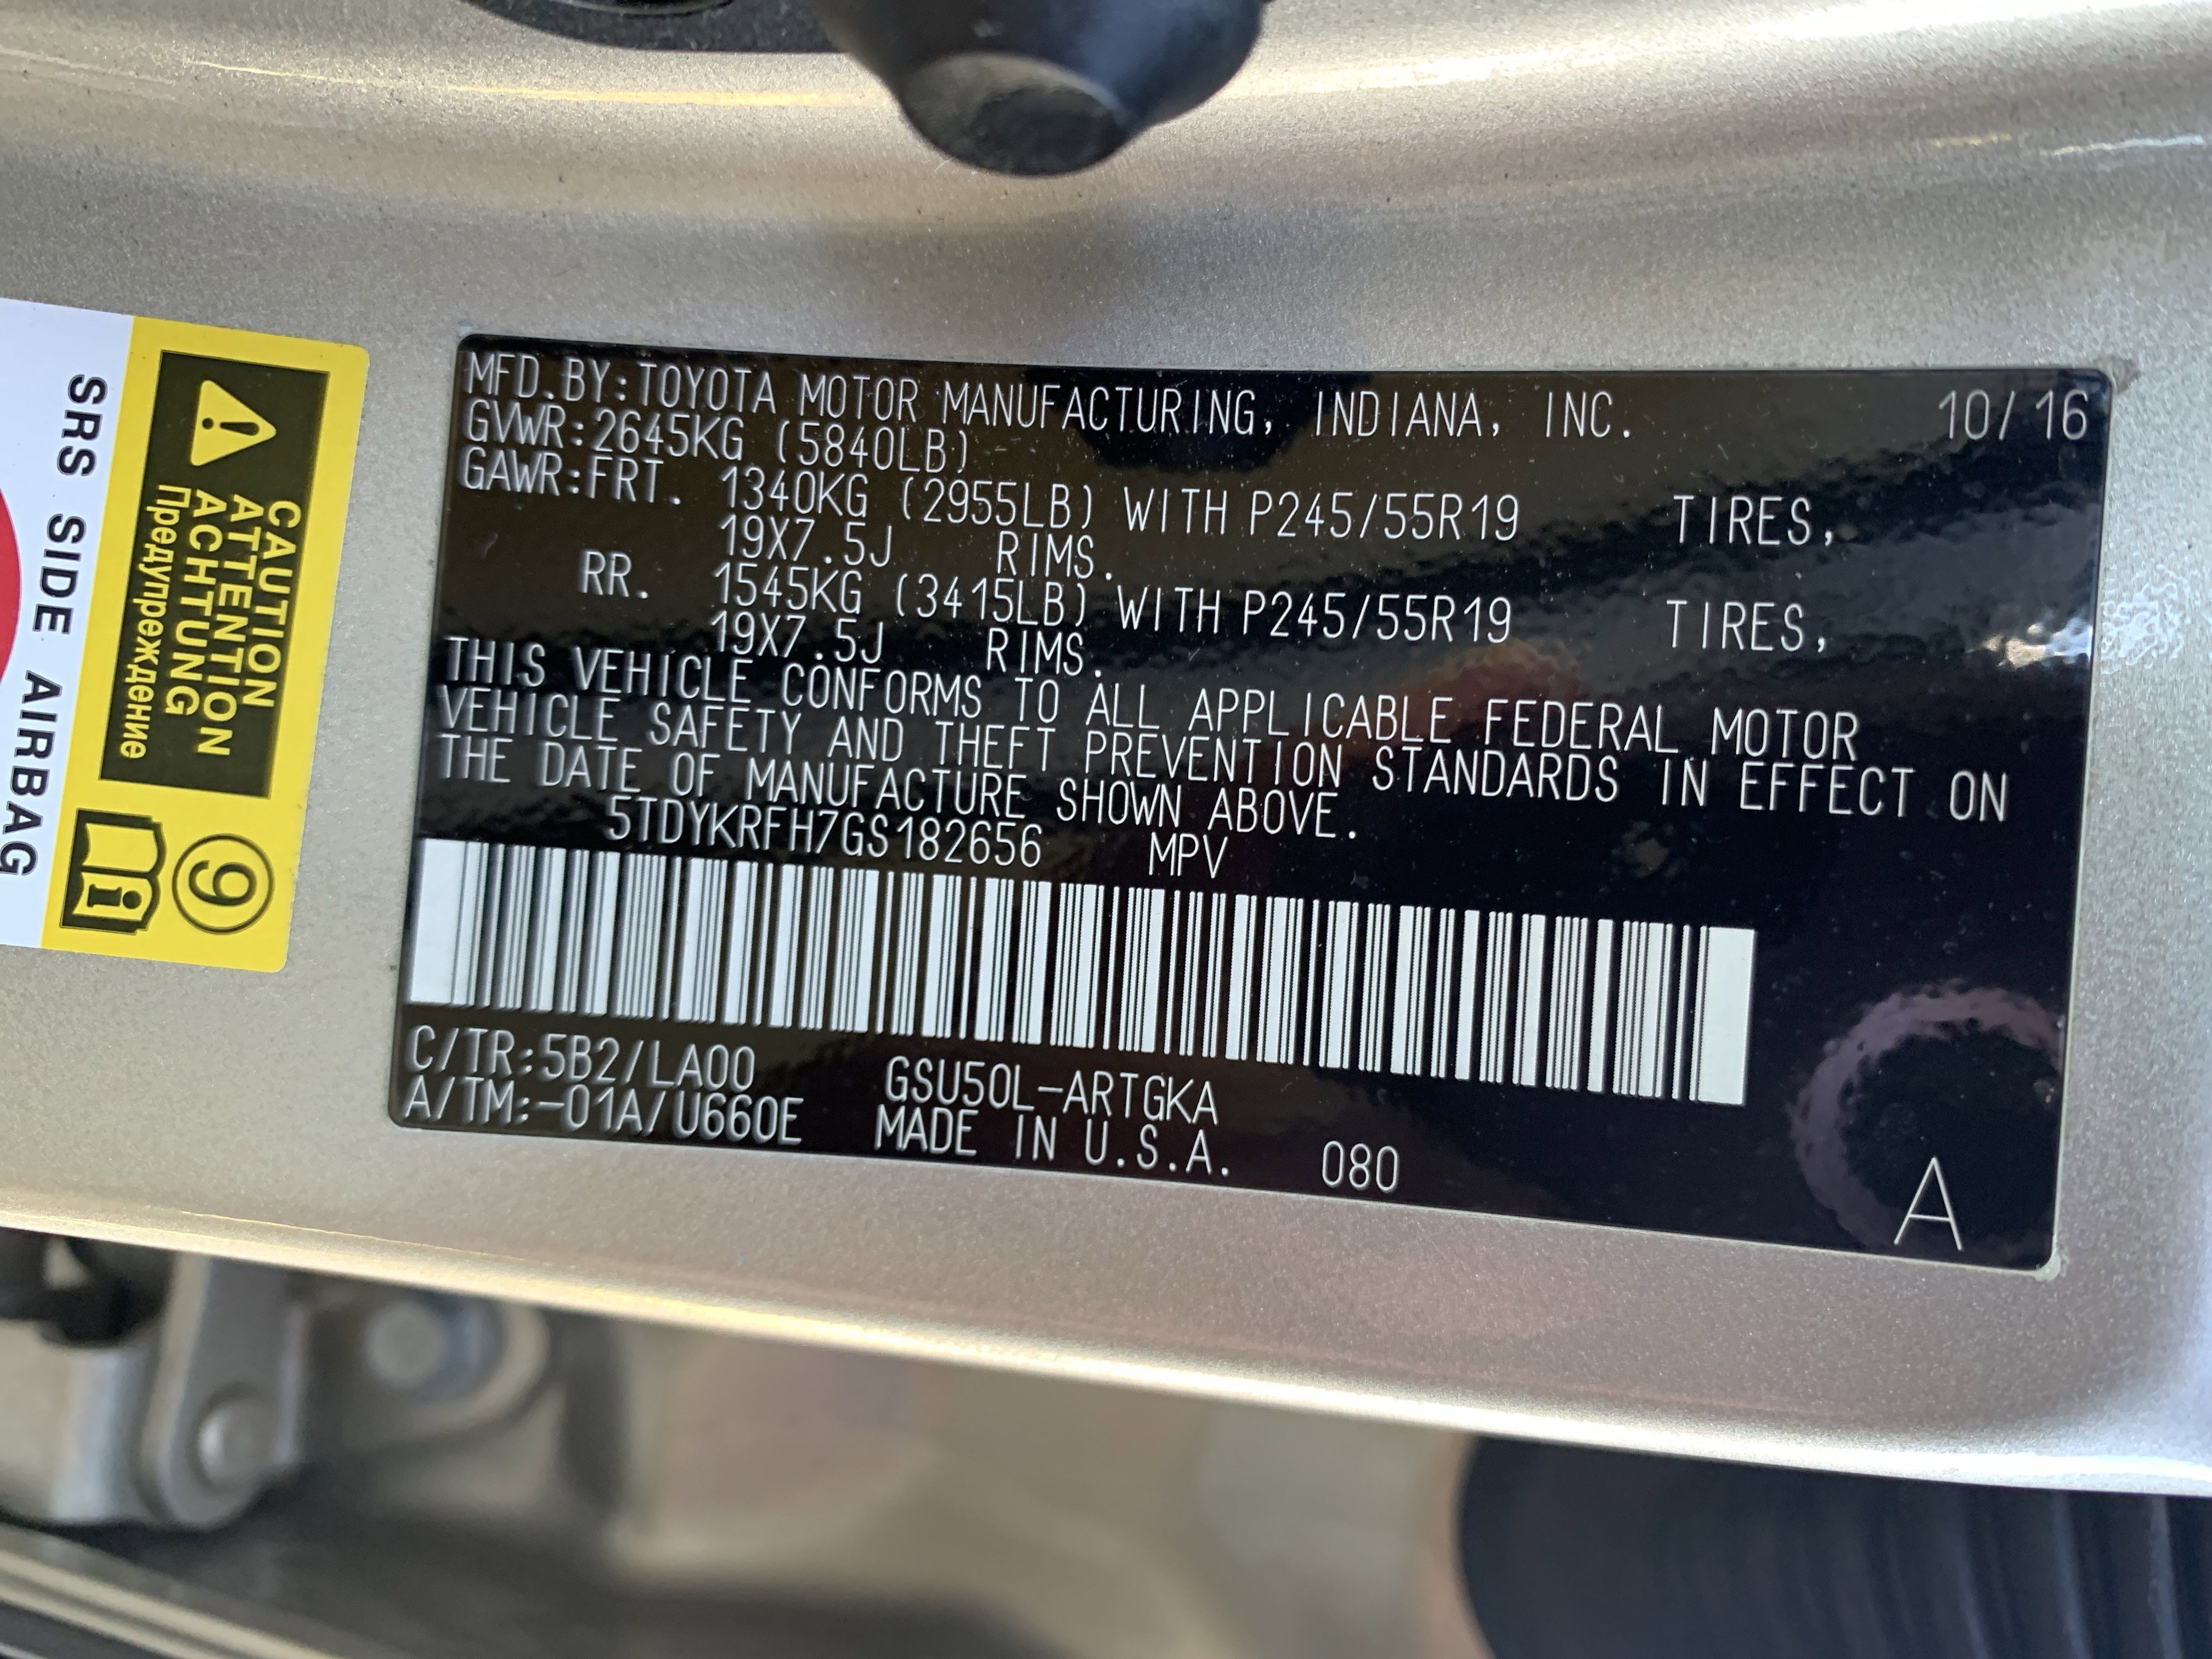 MFD.BY:TOYOTA MOTOR MANUFACTURING, INDIANA, INC. 10/16
GVWR:2645KG (5840LB)
GAWR:FRT. 1340KG (2955LB) WITH P245/55R19 TIRES,
19X7.5J RIMS.
RR. 1545KG (3415LB) WITH P245/55R19 TIRES,
19X7.5J RIMS.
THIS VEHICLE CONFORMS TO ALL APPLICABLE FEDERAL MOTOR
VEHICLE SAFETY AND THEFT PREVENTION STANDARDS IN EFFECT ON
THE DATE OF MANUFACTURE SHOWN ABOVE.
5TDYKRFH7GS182656 MPV
C/TR:5B2/LA00 GSU50L-ARTGKA
A/TM:-01A/U660E MADE IN U.S.A. 080
A
CAUTION
ATTENTION
ACHTUNG
Предупреждение
9
SRS SIDE AIRBAG